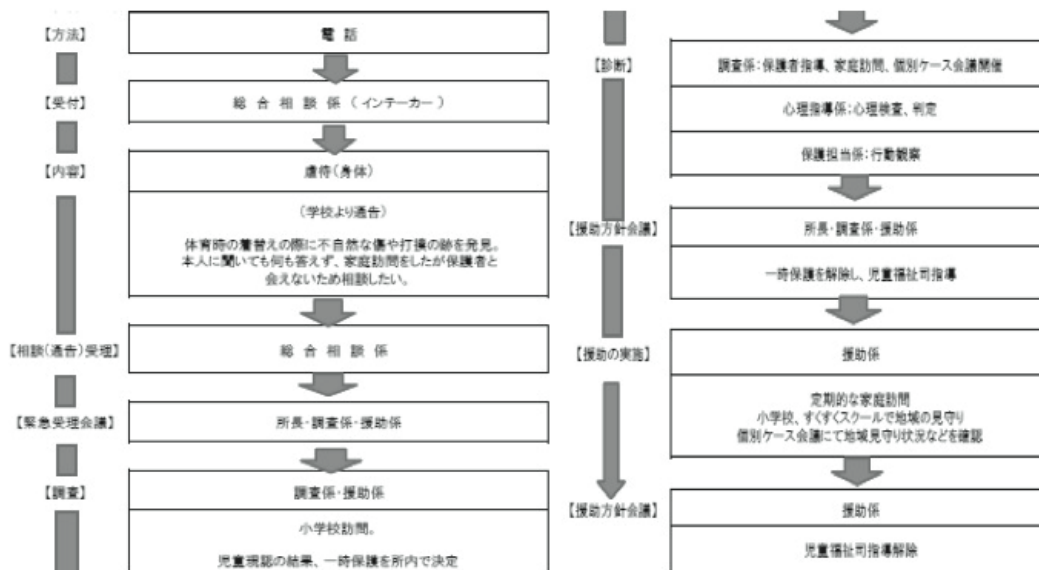 【方法】
電 話
【受付】
総 合 相 談 係 （ インテーカー ）
【内容】
虐待（身体）
（学校より通告）
体育時の着替えの際に不自然な傷や打撲の跡を発見。
本人に聞いても何も答えず、家庭訪問をしたが保護者と
会えないため相談したい。
【相談（通告）受理】
総 合 相 談 係
【緊急受理会議】
所長・調査係・援助係
【調査】
調査係・援助係
小学校訪問。
児童現認の結果、一時保護を所内で決定
【診断】
調査係：保護者指導、家庭訪問、個別ケース会議開催
心理指導係；心理検査、判定
保護担当係：行動観察
【援助方針会議】
所長・調査係・援助係
一時保護を解除し、児童福祉司指導
【援助の実施】
援助係
定期的な家庭訪問
小学校、すくすくスクールで地域の見守り
個別ケース会議にて地域見守り状況などを確認
【援助方針会議】
援助係
児童福祉司指導解除